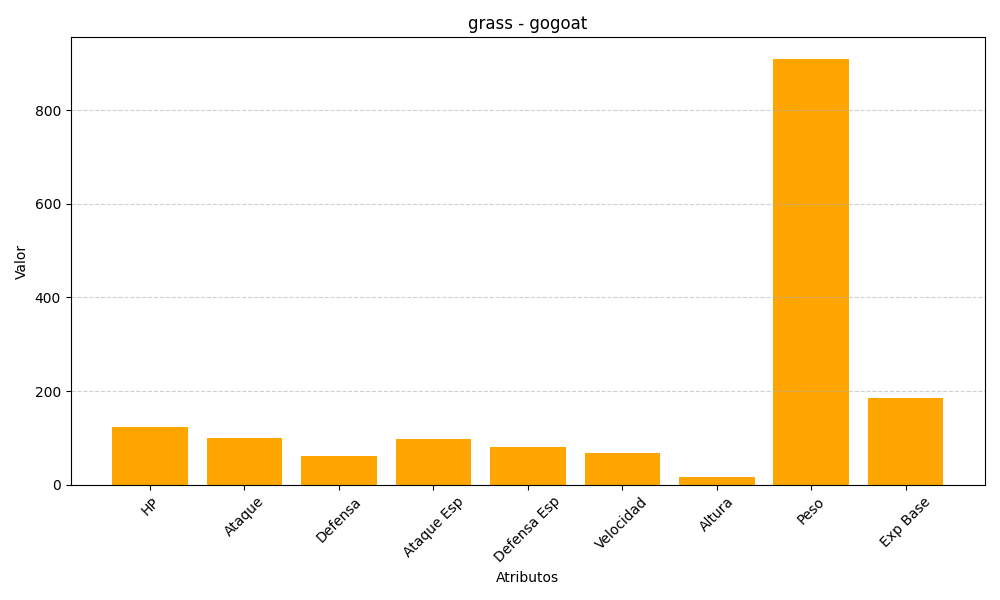 grass - gogoat
Valor
800
600
400
200
0
HP
Ataque
Defensa
Ataque Esp
Defensa Esp
Velocidad
Altura
Peso
Exp Base
Atributos